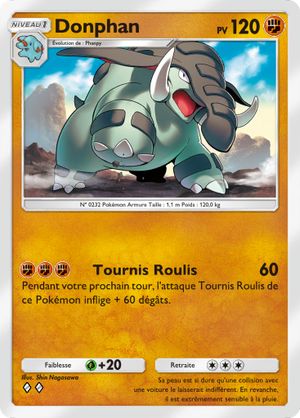 NIVEAU 1
Donphan
PV 120
Évolution de : Phanpy
N° 0232 Pokémon Armure Taille : 1,1 m Poids : 120,0 kg
Tournis Roulis 60
Pendant votre prochain tour, l'attaque Tournis Roulis de
ce Pokémon inflige + 60 dégâts.
Faiblesse +20 Retraite
Illus. Shin Nagasawa
Sa peau est si dure qu'une collision avec
une voiture le laisserait indifférent. En revanche,
il est extrêmement sensible à la pluie.